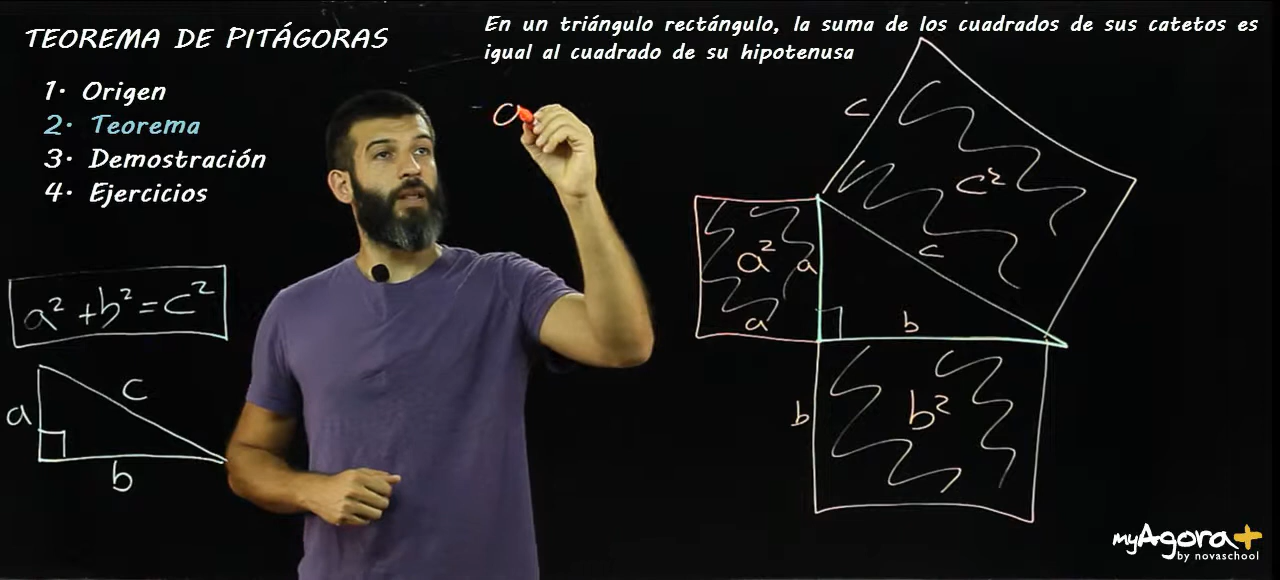 TEOREMA DE PITÁGORAS
1. Origen
2. Teorema
3. Demostración
4. Ejercicios
En un triángulo rectángulo, la suma de los cuadrados de sus catetos es
igual al cuadrado de su hipotenusa
a
a² + b² = c²
a
c
b
c
c²
c
a²
a
a
b
b
b²
myAgora+
by novaschool